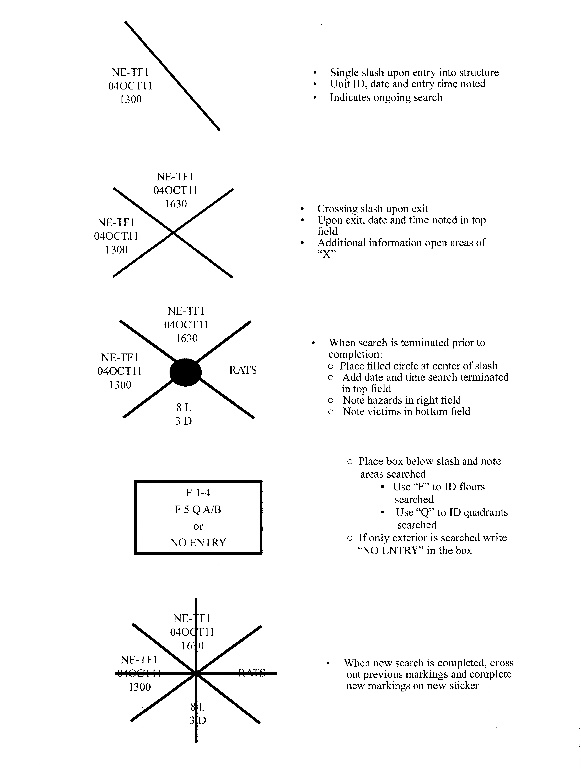 NE-TF1
04OCT11
1300
• Single slash upon entry into structure
• Unit ID, date and entry time noted
• Indicates ongoing search
NE-TF1
04OCT11
1630
NE-TF1
04OCT11
1300
• Crossing slash upon exit
• Upon exit, date and time noted in top
field
• Additional information open areas of
“X”
NE-TF1
04OCT11
1630
NE-TF1
04OCT11
1300
RATS
8 L
3 D
• When search is terminated prior to
completion:
○ Place filled circle at center of slash
○ Add date and time search terminated
in top field
○ Note hazards in right field
○ Note victims in bottom field
F 1-4
F 5 Q A/B
or
NO ENTRY
○ Place box below slash and note
areas searched
▪ Use “F” to ID floors
searched
▪ Use “Q” to ID quadrants
searched
○ If only exterior is searched write
“NO ENTRY” in the box
NE-TF1
04OCT11
1630
NE-TF1
04OCT11
1300
RATS
8 L
3 D
• When new search is completed, cross
out previous markings and complete
new markings on new sticker